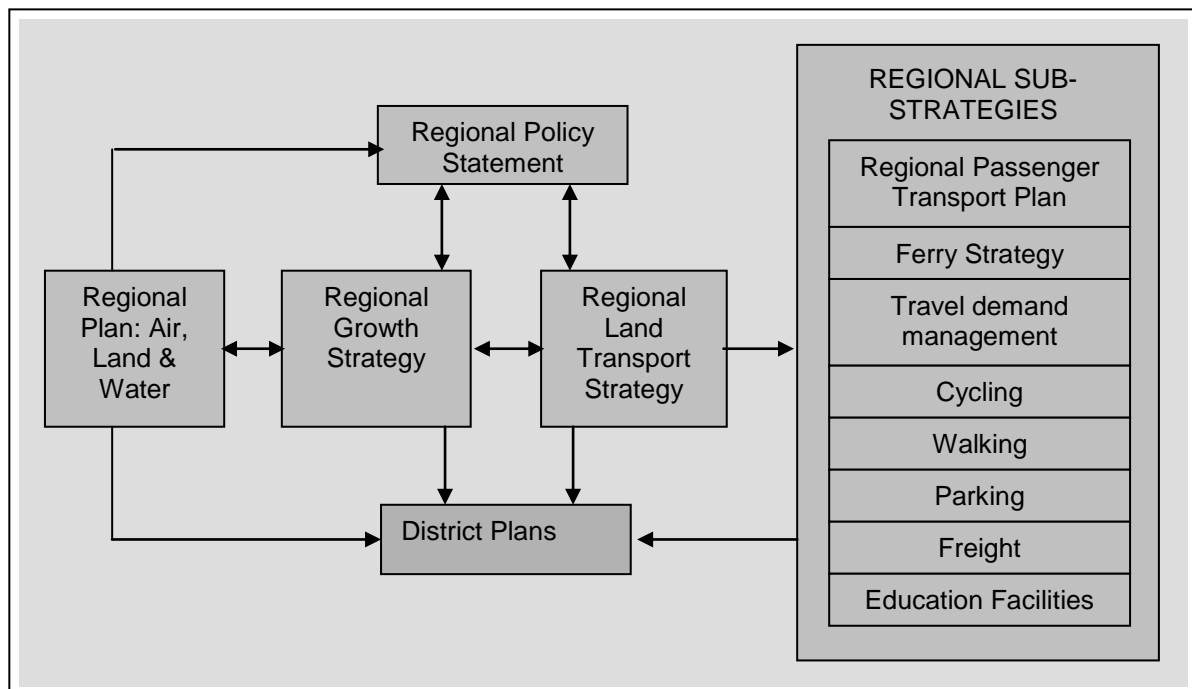 Regional Policy
Statement
Regional
Plan: Air,
Land &
Water
Regional
Growth
Strategy
Regional
Land
Transport
Strategy
District Plans
REGIONAL SUB-
STRATEGIES
Regional Passenger
Transport Plan
Ferry Strategy
Travel demand
management
Cycling
Walking
Parking
Freight
Education Facilities